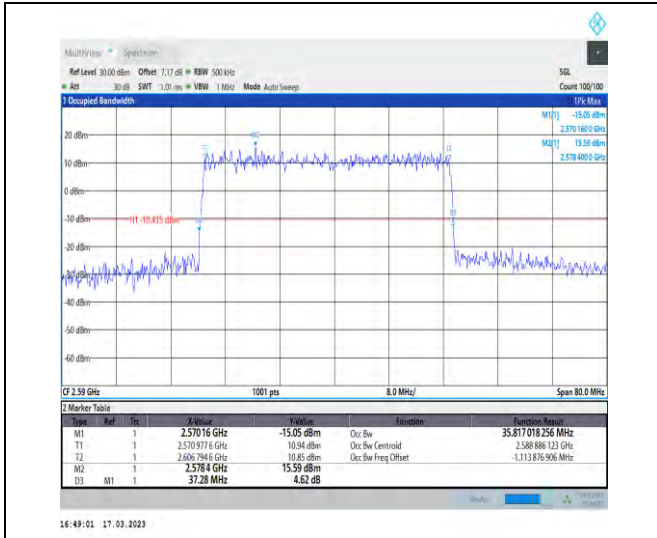 MultiView Spectrum
Ref Level 30.00 dBm Offset 7.17 dB RBW 500 kHz SGL
Att 30 dB SWT 1.01 ms VBW 1 MHz Mode Auto Sweep Count 100/100
1 Occupied Bandwidth 1Pk Max
M1[1] -15.05 dBm
2.570 160 0 GHz
M2[1] 15.59 dBm
2.578 400 0 GHz
20 dBm
10 dBm
0 dBm
-10 dBm
H1 -10.415 dBm
-20 dBm
-30 dBm
-40 dBm
-50 dBm
-60 dBm
CF 2.59 GHz 1001 pts 8.0 MHz/ Span 80.0 MHz
2 Marker Table
Type Ref Trc X-Value Y-Value Function Function Result
M1 1 2.57016 GHz -15.05 dBm Occ Bw 35.817 018 256 MHz
T1 1 2.570 977 6 GHz 10.94 dBm Occ Bw Centroid 2.588 886 123 GHz
T2 1 2.606 794 6 GHz 10.85 dBm Occ Bw Freq Offset -1.113 876 906 MHz
M2 1 2.5784 GHz 15.59 dBm
D3 M1 1 37.28 MHz 4.62 dB
16:49:01 17.03.2023